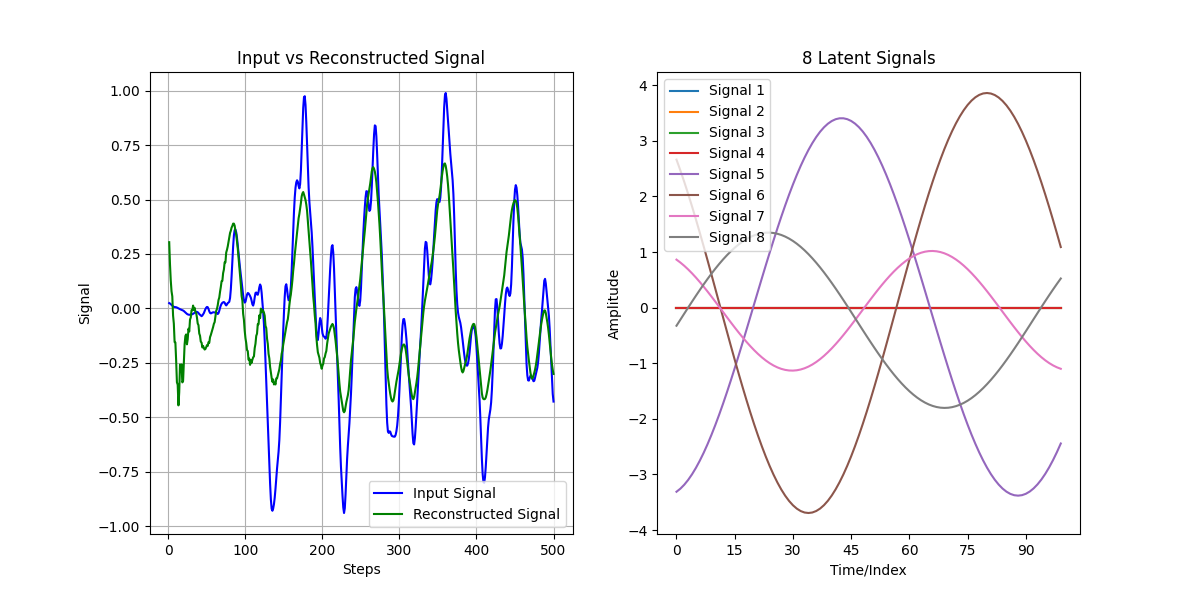 Input vs Reconstructed Signal
1.00
0.75
0.50
0.25
0.00
−0.25
−0.50
−0.75
−1.00
Signal
0 100 200 300 400 500
Steps
Input Signal
Reconstructed Signal
8 Latent Signals
4
3
2
1
0
−1
−2
−3
−4
Amplitude
0 15 30 45 60 75 90
Time/Index
Signal 1
Signal 2
Signal 3
Signal 4
Signal 5
Signal 6
Signal 7
Signal 8